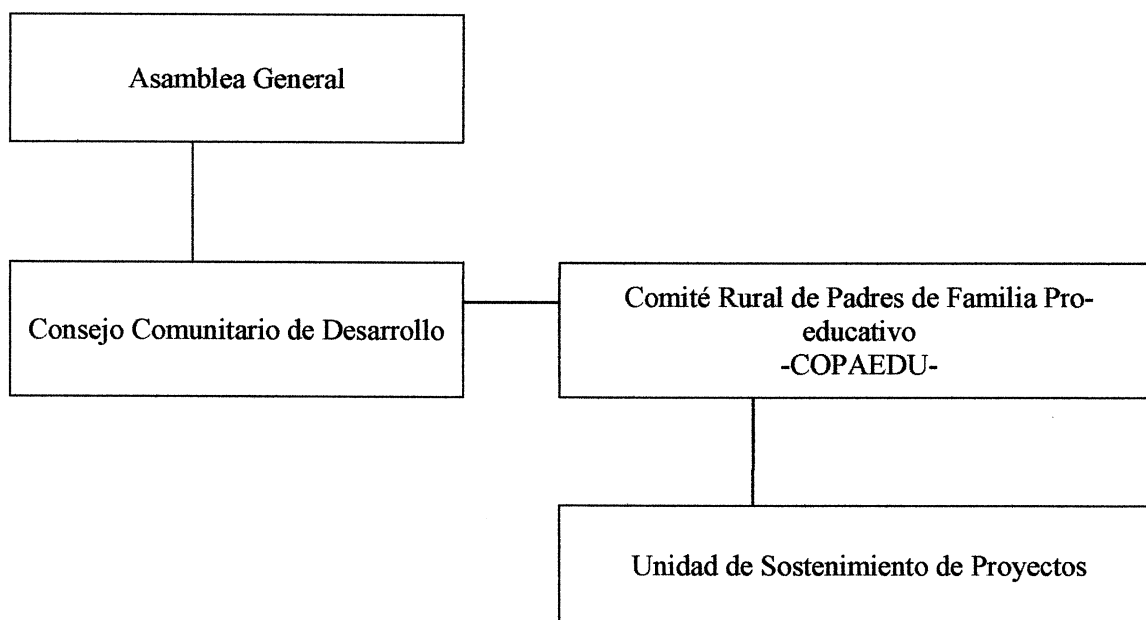 Asamblea General
Consejo Comunitario de Desarrollo
Comité Rural de Padres de Familia Pro-
educativo
-COPAEDU-
Unidad de Sostenimiento de Proyectos